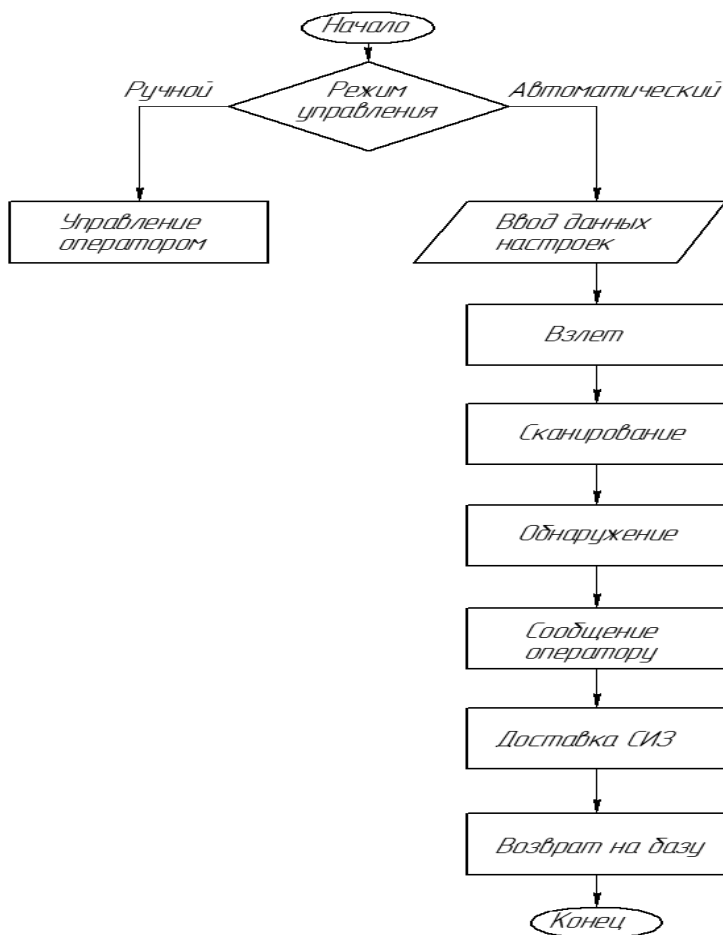 Начало
Ручной
Режим
управления
Автоматический
Управление
оператором
Ввод данных
настроек
Взлет
Сканирование
Обнаружение
Сообщение
оператору
Доставка СИЗ
Возврат на базу
Конец